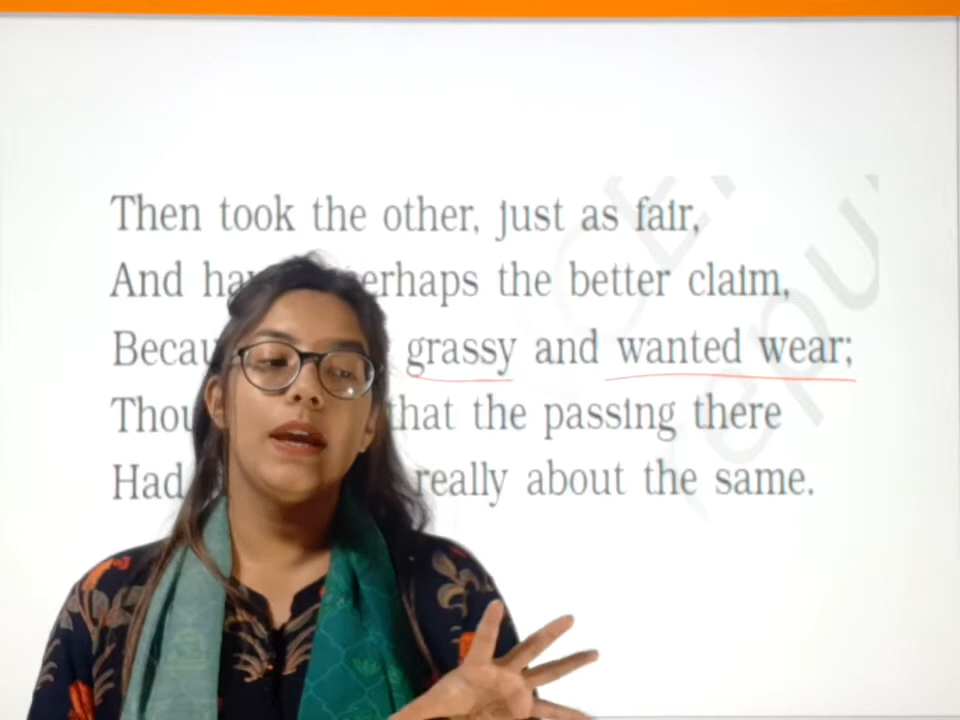 Then took the other, just as fair,
And the better claim,
grassy and wanted wear;
that the passing there
Had really about the same.